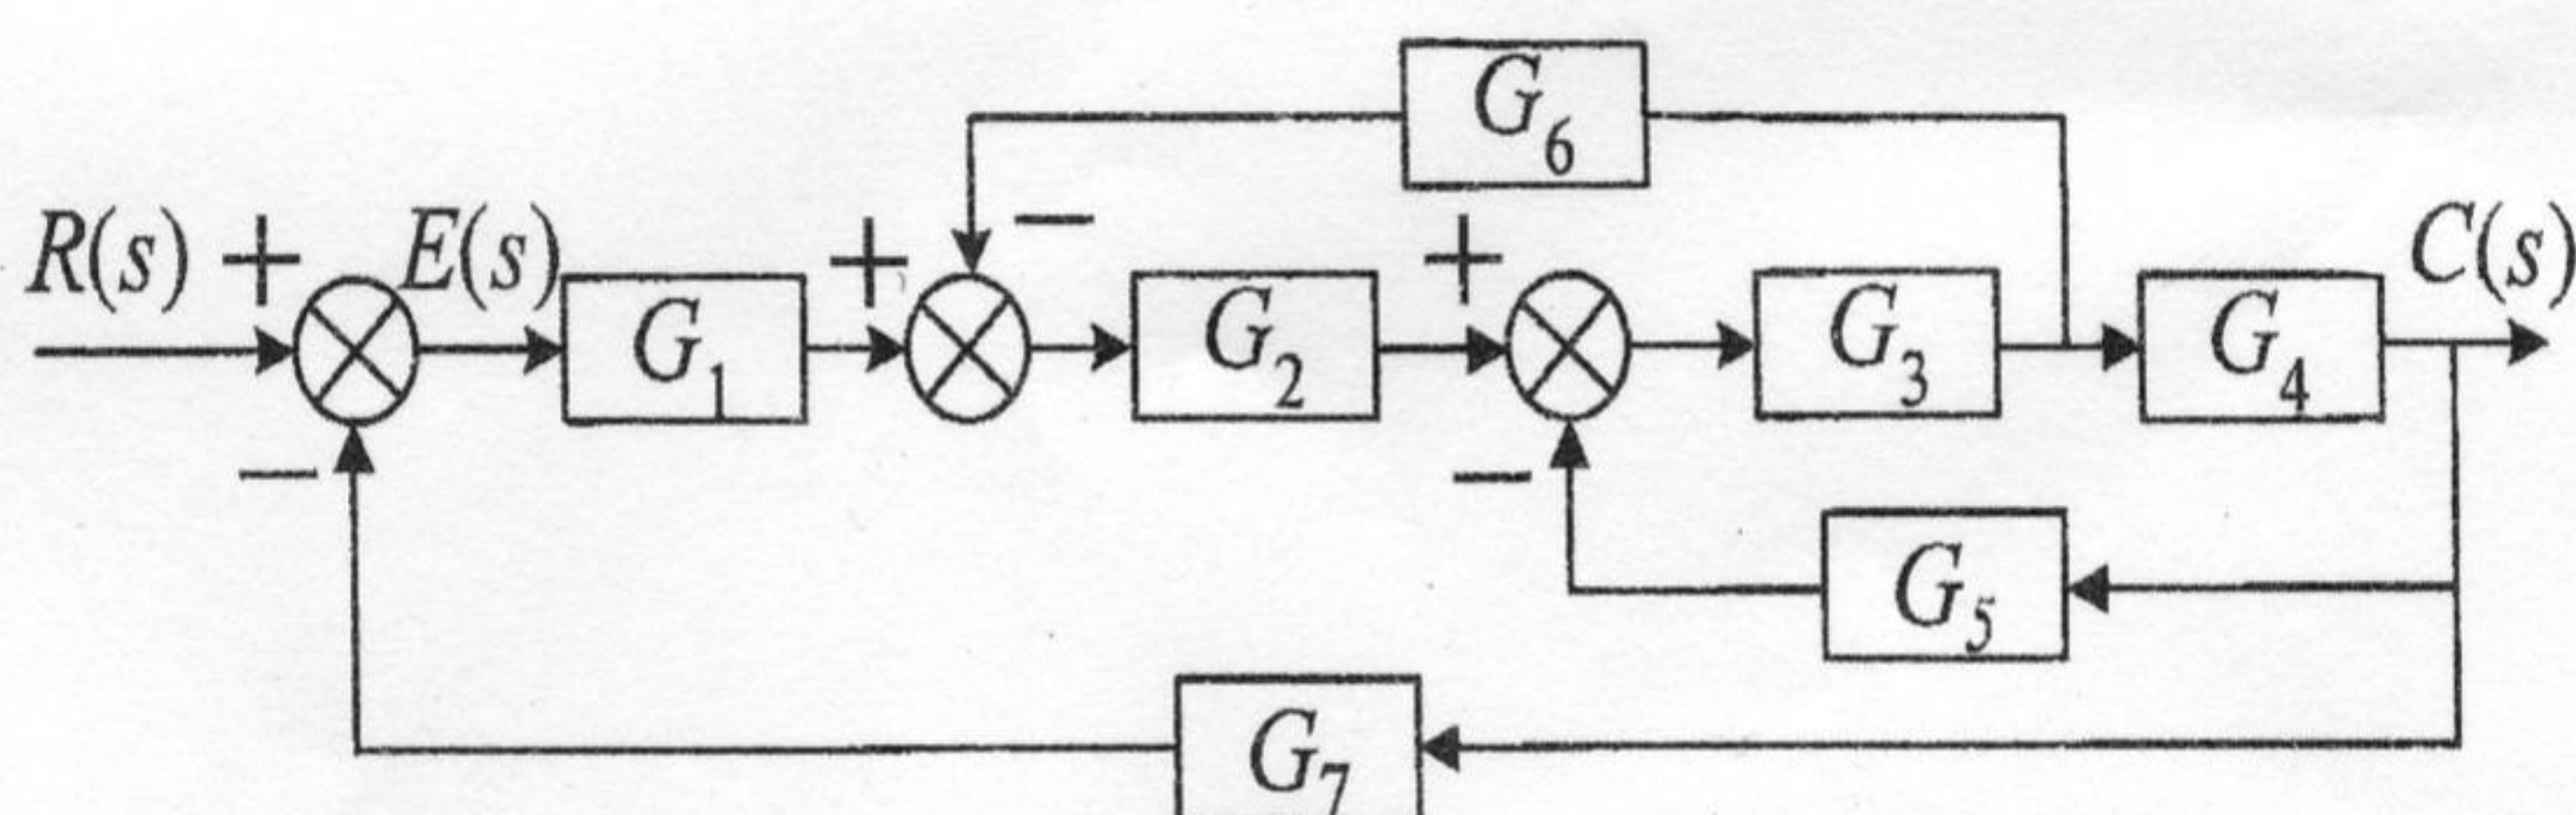 G6
R(s) + E(s) + − + C(s)
G1 G2 G3 G4
− −
G5
G7